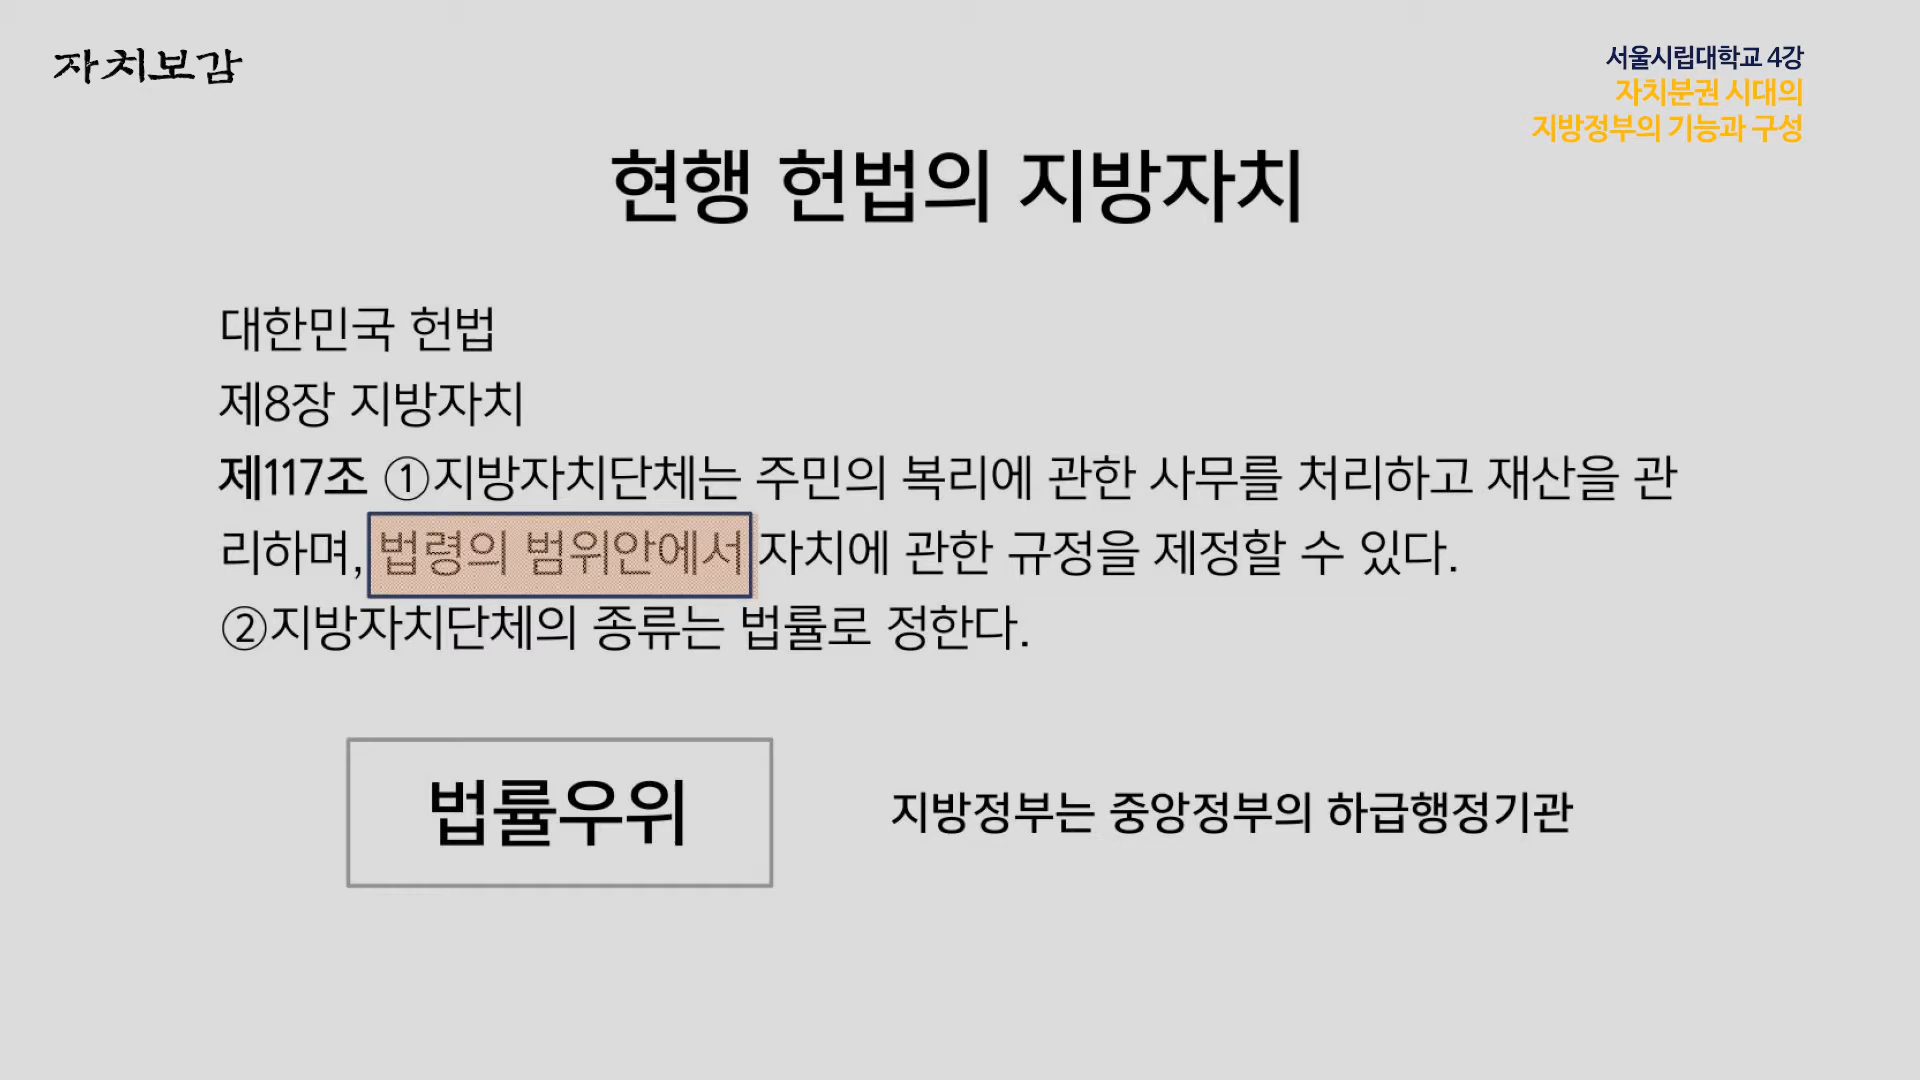 자치보감
서울시립대학교 4강
자치분권 시대의
지방정부의 기능과 구성
현행 헌법의 지방자치
대한민국 헌법
제8장 지방자치
제117조 ①지방자치단체는 주민의 복리에 관한 사무를 처리하고 재산을 관
리하며, 법령의 범위안에서 자치에 관한 규정을 제정할 수 있다.
②지방자치단체의 종류는 법률로 정한다.
법률우위
지방정부는 중앙정부의 하급행정기관